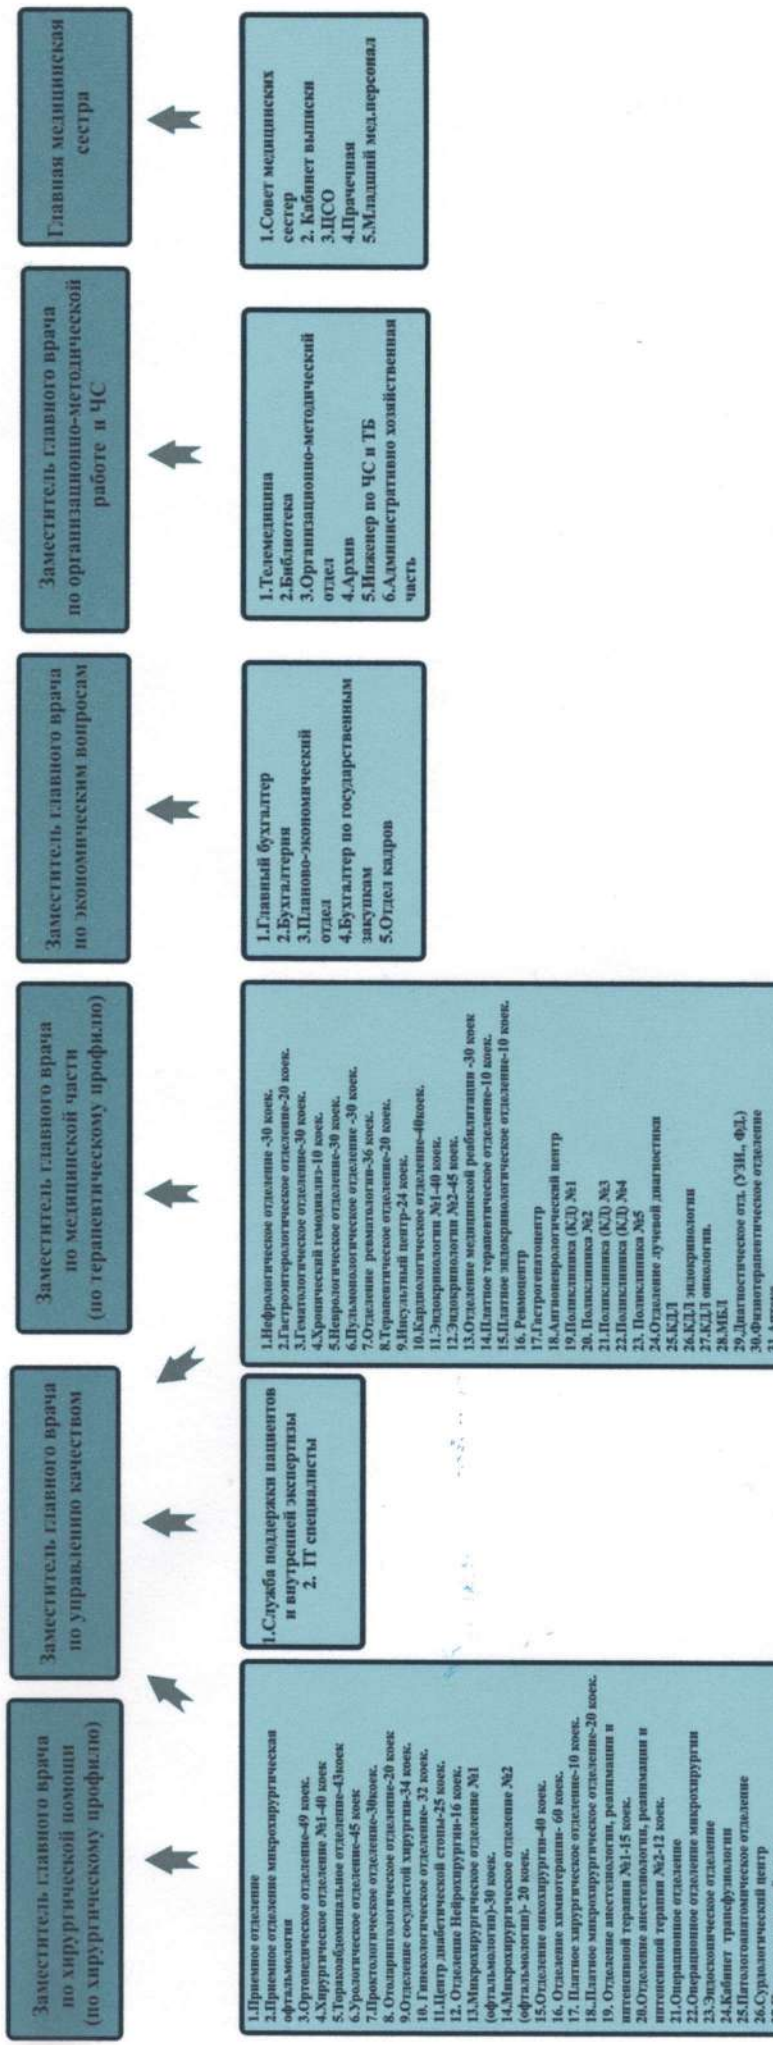 Заместитель главного врача
по хирургической помощи
(по хирургическому профилю)
Заместитель главного врача
по управлению качеством
Заместитель главного врача
по медицинской части
(по терапевтическому профилю)
Заместитель главного врача
по экономическим вопросам
Заместитель главного врача
по организационно-методической
работе и ЧС
Главная медицинская
сестра
1.Приемное отделение
2.Приемное отделение микрохирургическая
офтальмология
3.Ортопедическое отделение-49 коек.
4.Хирургическое отделение №1-40 коек
5.Торакоабдоминальное отделение-43коек
6.Урологическое отделение-45 коек
7.Проктологическое отделение-30коек.
8. Отоларингологическое отделение-20 коек
9.Отделение сосудистой хирургии-34 коек.
10. Гинекологическое отделение- 32 коек.
11.Центр диабетической стопы-25 коек.
12. Отделение Нейрохирургии-16 коек.
13.Микрохирургическое отделение №1
(офтальмологии)-30 коек.
14.Микрохирургическое отделение №2
(офтальмологии)- 20 коек.
15.Отделение онкохирургии-40 коек.
16. Отделение химиотерапии- 60 коек.
17. Платное хирургическое отделение-10 коек.
18.Платное микрохирургическое отделение-20 коек.
19. Отделение анестезиологии, реанимации и
интенсивной терапии №1-15 коек.
20.Отделение анестезиологии, реанимации и
интенсивной терапии №2-12 коек.
21.Операционное отделение
22.Операционное отделение микрохирургии
23.Эндоскопическое отделение
24.Кабинет трансфузиологии
25.Патологоанатомическое отделение
26.Сурдологический центр
1.Служба поддержки пациентов
и внутренней экспертизы
2. IT специалисты
1.Нефрологическое отделение -30 коек.
2.Гастроэнтерологическое отделение-20 коек.
3.Гематологическое отделение-30 коек.
4.Хронический гемодиализ-10 коек.
5.Неврологическое отделение-30 коек.
6.Пульмонологическое отделение -30 коек.
7.Отделение ревматологии-36 коек.
8.Терапевтическое отделение-20 коек.
9.Инсультный центр-24 коек.
10.Кардиологическое отделение-40коек.
11.Эндокринологии №1-40 коек.
12.Эндокринологии №2-45 коек.
13.Отделение медицинской реабилитации -30 коек
14.Платное терапевтическое отделение-10 коек.
15.Платное эндокринологическое отделение-10 коек.
16. Ревмоцентр
17.Гастрогепатоцентр
18.Ангионеврологический центр
19.Поликлиника (КД) №1
20. Поликлиника №2
21.Поликлиника (КД) №3
22.Поликлиника (КД) №4
23. Поликлиника №5
24.Отделение лучевой диагностики
25.КДЛ
26.КДЛ эндокринологии
27.КДЛ онкологии.
28.МБЛ
29.Диагностическое отд. (УЗИ., ФД.)
30.Физиотерапевтическое отделение
1.Главный бухгалтер
2.Бухгалтерия
3.Планово-экономический
отдел
4.Бухгалтер по государственным
закупкам
5.Отдел кадров
1.Телемедицина
2.Библиотека
3.Организационно-методический
отдел
4.Архив
5.Инженер по ЧС и ТБ
6.Административно хозяйственная
часть
1.Совет медицинских
сестер
2. Кабинет выписки
3.ЦСО
4.Прачечная
5.Младший мед.персонал